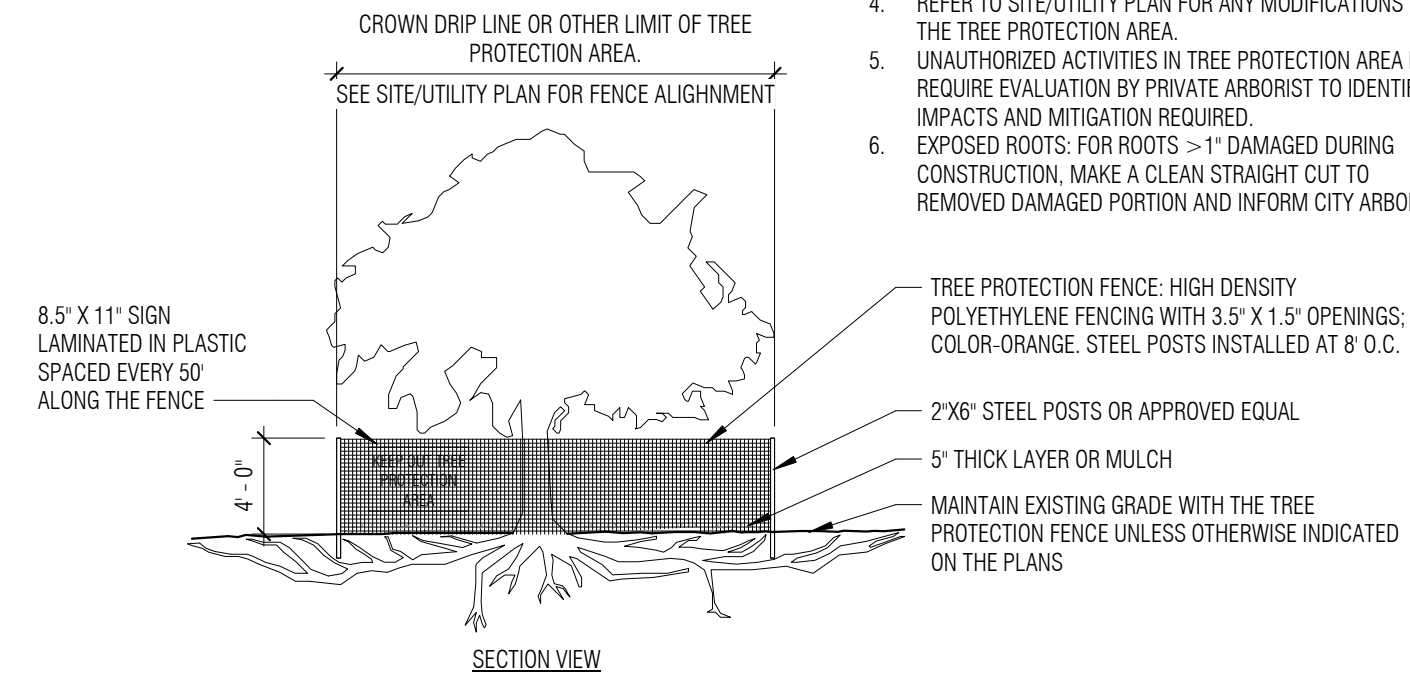 CROWN DRIP LINE OR OTHER LIMIT OF TREE
PROTECTION AREA.
SEE SITE/UTILITY PLAN FOR FENCE ALIGHNMENT
4. REFER TO SITE/UTILITY PLAN FOR ANY MODIFICATIONS
THE TREE PROTECTION AREA.
5. UNAUTHORIZED ACTIVITIES IN TREE PROTECTION AREA
REQUIRE EVALUATION BY PRIVATE ARBORIST TO
IMPACTS AND MITIGATION REQUIRED.
6. EXPOSED ROOTS: FOR ROOTS >1" DAMAGED DURING
CONSTRUCTION, MAKE A CLEAN STRAIGHT CUT TO
REMOVED DAMAGED PORTION AND INFORM CITY
8.5" X 11" SIGN
LAMINATED IN PLASTIC
SPACED EVERY 50'
ALONG THE FENCE
TREE PROTECTION FENCE: HIGH DENSITY
POLYETHYLENE FENCING WITH 3.5" X 1.5" OPENINGS;
COLOR-ORANGE. STEEL POSTS INSTALLED AT 8' O.C.
2"X6" STEEL POSTS OR APPROVED EQUAL
5" THICK LAYER OR MULCH
MAINTAIN EXISTING GRADE WITH THE TREE
PROTECTION FENCE UNLESS OTHERWISE INDICATED
ON THE PLANS
4' - 0"
KEEP OUT TREE
PROTECTION
AREA
SECTION VIEW